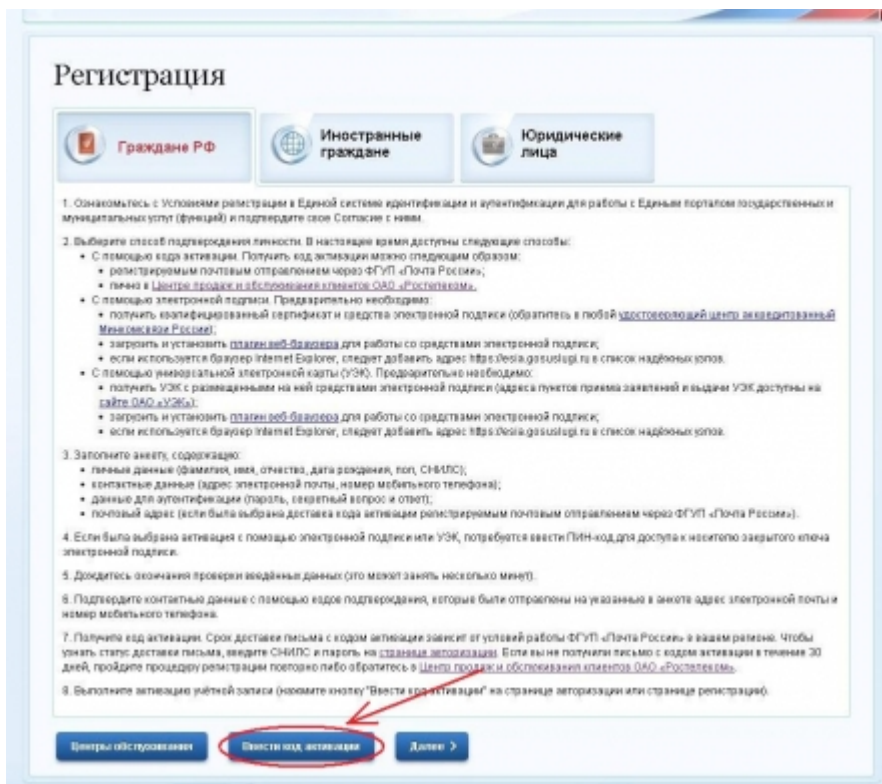 Регистрация
Граждане РФ
Иностранные
граждане
Юридические
лица
1. Ознакомьтесь с Условиями регистрации в Единой системе идентификации и аутентификации для работы с Единым порталом государственных и
муниципальных услуг (функций) и подтвердите свое Согласие с ними.
2. Выберите способ подтверждения личности. В настоящее время доступны следующие способы:
• С помощью кода активации. Получить код активации можно следующим образом:
• регистрируемым почтовым отправлением через ФГУП «Почта России»;
• лично в Центре продаж и обслуживания клиентов ОАО «Ростелеком».
• С помощью электронной подписи. Предварительно необходимо:
• получить квалифицированный сертификат и средства электронной подписи (обратитесь в любой удостоверяющий центр аккредитованный
Минкомсвязи России);
• загрузить и установить плагин веб-браузера для работы со средствами электронной подписи;
• если используется браузер Internet Explorer, следует добавить адрес https://esia.gosuslugi.ru в список надёжных узлов.
• С помощью универсальной электронной карты (УЭК). Предварительно необходимо:
• получить УЭК с размещенными на ней средствами электронной подписи (адреса пунктов приема заявлений и выдачи УЭК доступны на
сайте ОАО «УЭК»);
• загрузить и установить плагин веб-браузера для работы со средствами электронной подписи;
• если используется браузер Internet Explorer, следует добавить адрес https://esia.gosuslugi.ru в список надёжных узлов.
3. Заполните анкету, содержащую:
• личные данные (фамилия, имя, отчество, дата рождения, пол, СНИЛС);
• контактные данные (адрес электронной почты, номер мобильного телефона);
• данные для аутентификации (пароль, секретный вопрос и ответ);
• почтовый адрес (если была выбрана доставка кода активации регистрируемым почтовым отправлением через ФГУП «Почта России»).
4. Если была выбрана активация с помощью электронной подписи или УЭК, потребуется ввести ПИН-код для доступа к носителю закрытого ключа
электронной подписи.
5. Дождитесь окончания проверки введённых данных (это может занять несколько минут).
6. Подтвердите контактные данные с помощью кодов подтверждения, которые были отправлены на указанные в анкете адрес электронной почты и
номер мобильного телефона.
7. Получите код активации. Срок доставки письма с кодом активации зависит от условий работы ФГУП «Почта России» в вашем регионе. Чтобы
узнать статус доставки письма, введите СНИЛС и пароль на странице авторизации. Если вы не получили письмо с кодом активации в течение 30
дней, пройдите процедуру регистрации повторно либо обратитесь в Центр продаж и обслуживания клиентов ОАО «Ростелеком».
8. Выполните активацию учётной записи (нажмите кнопку "Ввести код активации" на странице авторизации или странице регистрации).
Центры обслуживания
Ввести код активации
Далее >